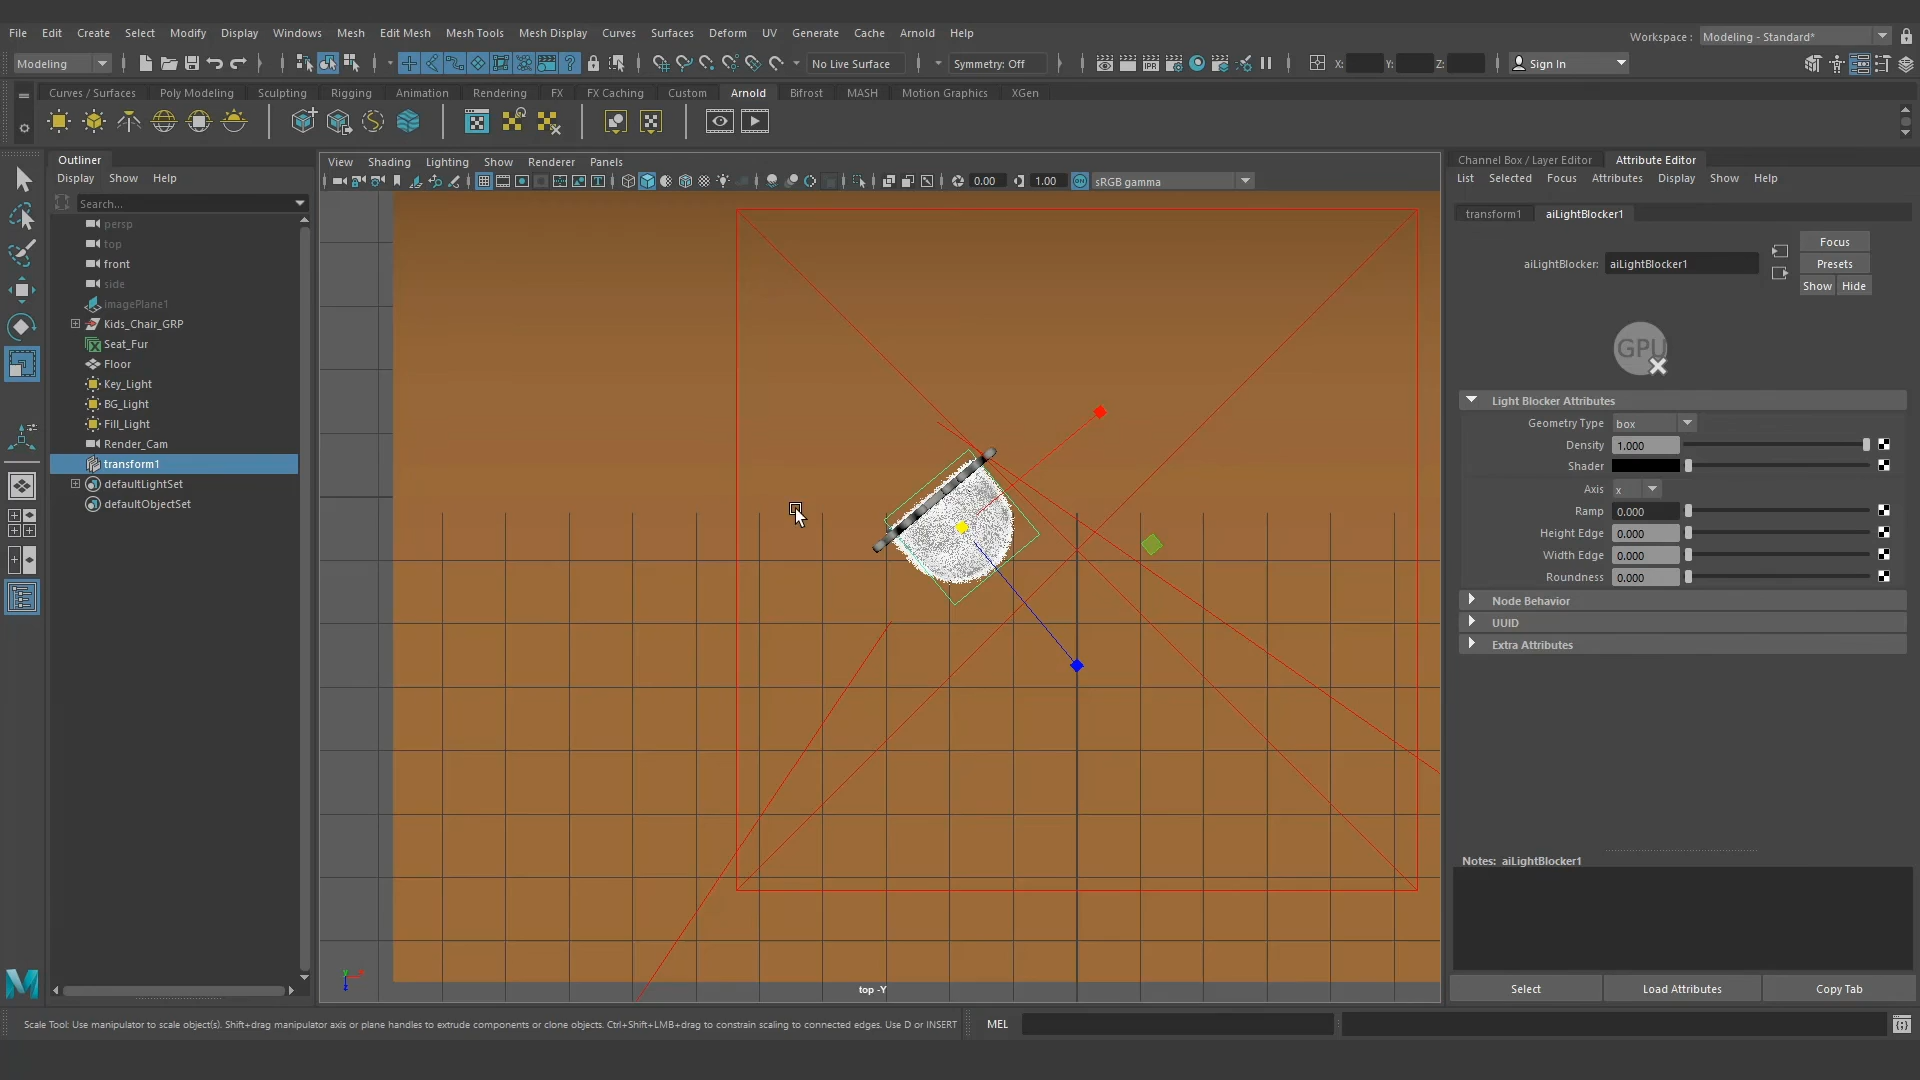 File Edit Create Select Modify Display Windows Mesh Edit Mesh Mesh Tools Mesh Display Curves Surfaces Deform UV Generate Cache Arnold Help
Workspace : Modeling - Standard*
Modeling No Live Surface Symmetry: Off X: Y: Z: Sign In
Curves / Surfaces Poly Modeling Sculpting Rigging Animation Rendering FX FX Caching Custom Arnold Bifrost MASH Motion Graphics XGen
Outliner
Display Show Help
Search...
persp
top
front
side
imagePlane1
Kids_Chair_GRP
Seat_Fur
Floor
Key_Light
BG_Light
Fill_Light
Render_Cam
transform1
defaultLightSet
defaultObjectSet
View Shading Lighting Show Renderer Panels
0.00 1.00 ON sRGB gamma
top -Y
Channel Box / Layer Editor Attribute Editor
List Selected Focus Attributes Display Show Help
transform1 aiLightBlocker1
aiLightBlocker: aiLightBlocker1
Focus
Presets
Show Hide
GPU
Light Blocker Attributes
Geometry Type box
Density 1.000
Shader
Axis x
Ramp 0.000
Height Edge 0.000
Width Edge 0.000
Roundness 0.000
Node Behavior
UUID
Extra Attributes
Notes: aiLightBlocker1
Select Load Attributes Copy Tab
Scale Tool: Use manipulator to scale object(s). Shift+drag manipulator axis or plane handles to extrude components or clone objects. Ctrl+Shift+LMB+drag to constrain scaling to connected edges. Use D or INSERT
MEL